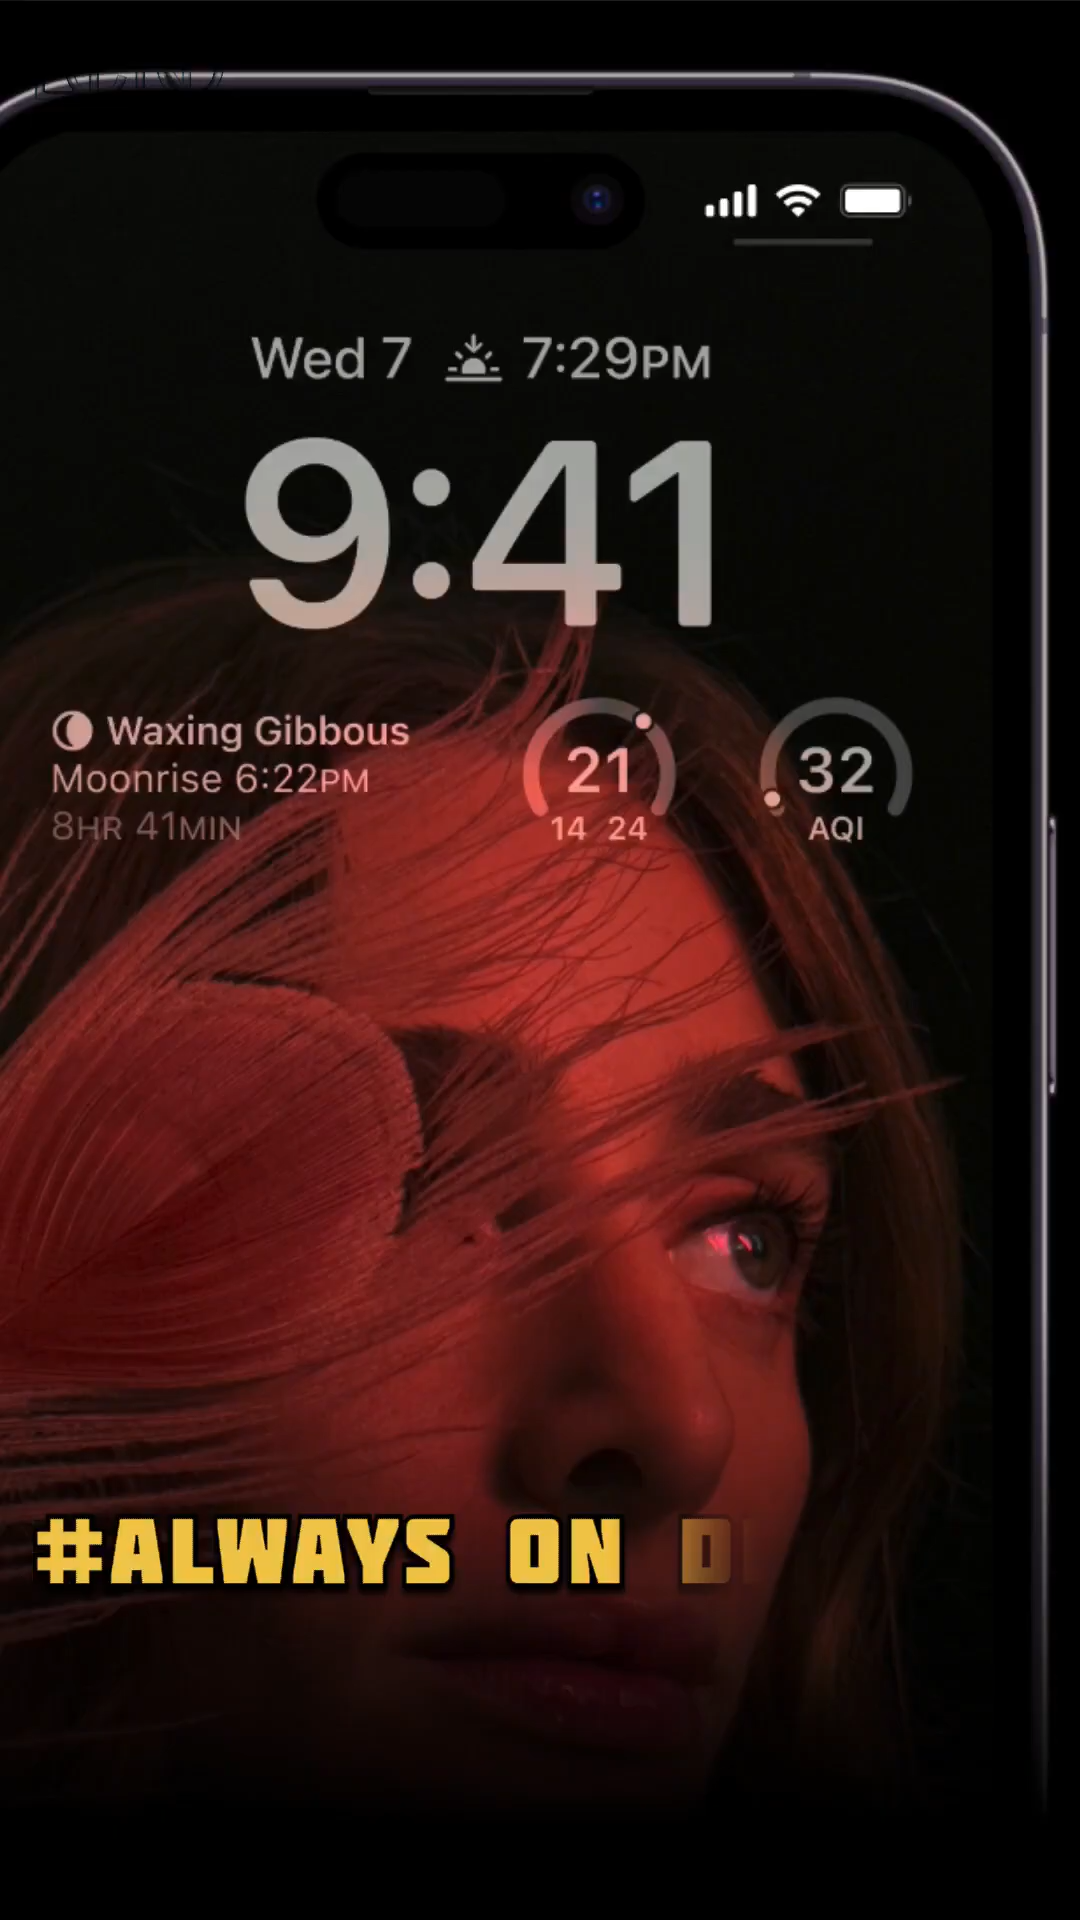 Wed 7 7:29PM
9:41
Waxing Gibbous
Moonrise 6:22PM
8HR 41MIN
21
14 24
32
AQI
#ALWAYS ON